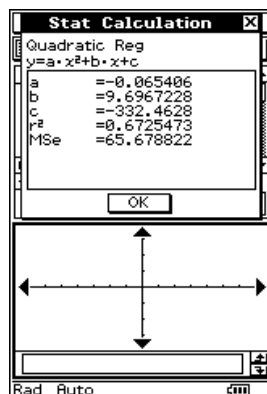 Stat Calculation
Quadratic Reg
y=a·x²+b·x+c
a =-0.065406
b =9.6967228
c =-332.4628
r² =0.6725473
MSe =65.678822
OK
Rad Auto